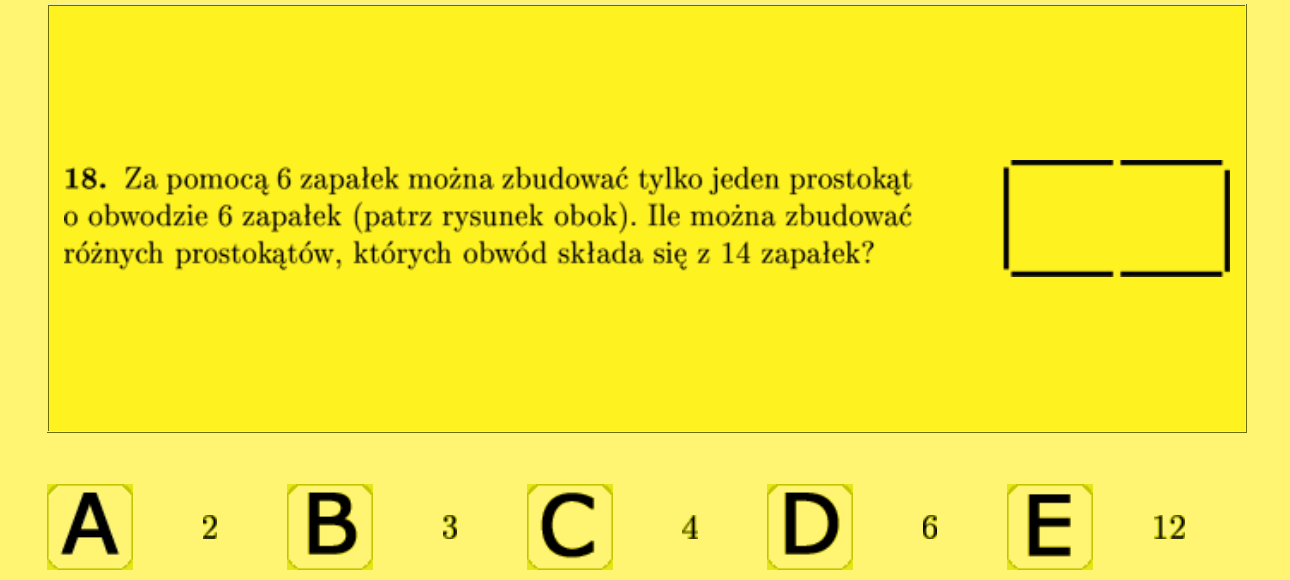 18. Za pomocą 6 zapałek można zbudować tylko jeden prostokąt
o obwodzie 6 zapałek (patrz rysunek obok). Ile można zbudować
różnych prostokątów, których obwód składa się z 14 zapałek?
A 2 B 3 C 4 D 6 E 12